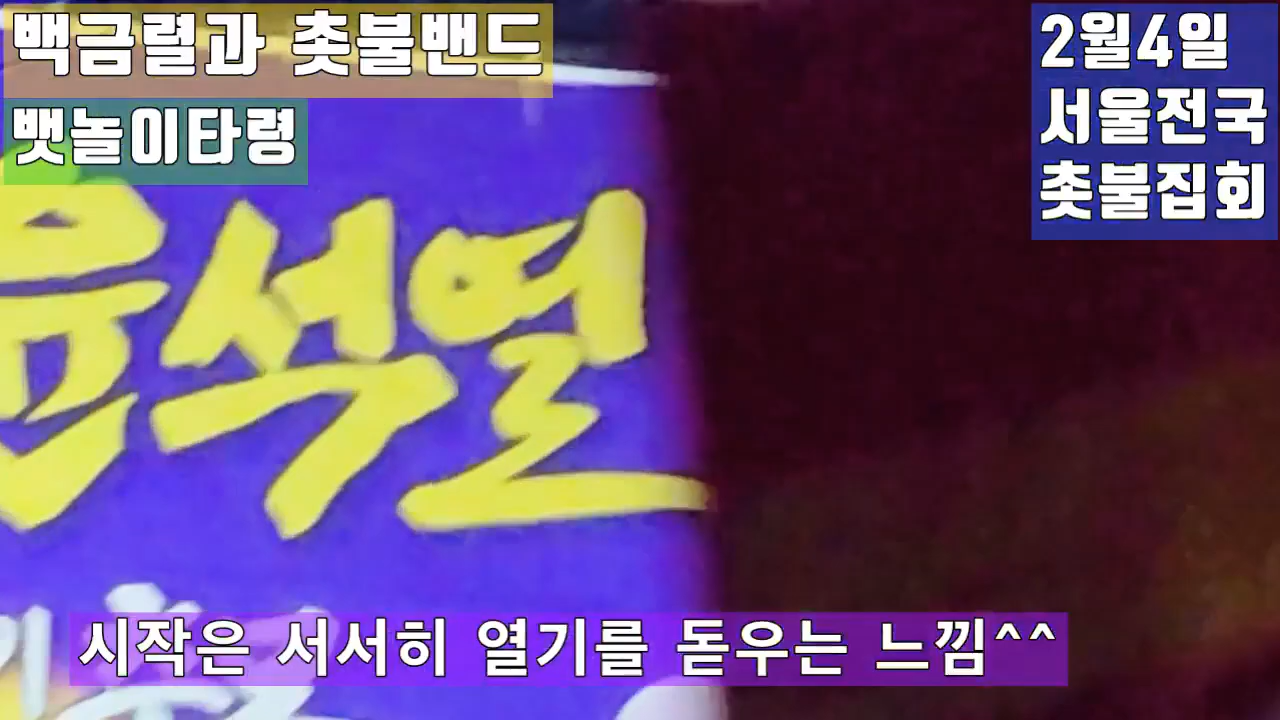 백금렬과 촛불밴드
뱃놀이타령
2월4일
서울전국
촛불집회
윤석열
시작은 서서히 열기를 돋우는 느낌^^